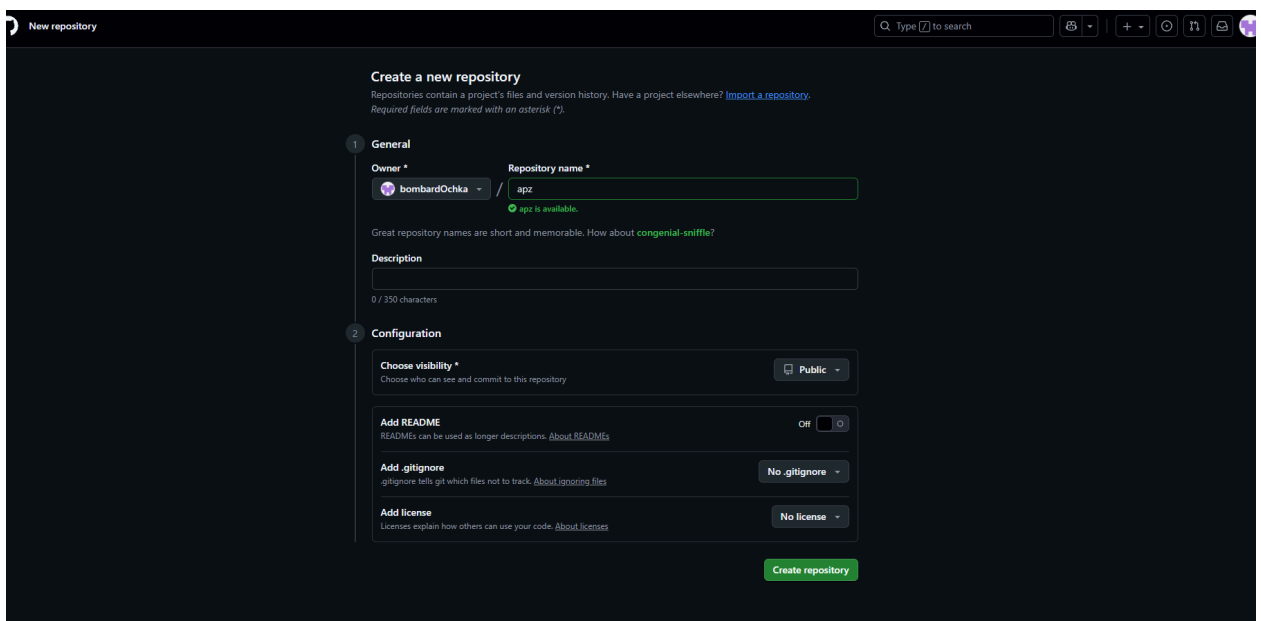 New repository
Type / to search
Create a new repository
Repositories contain a project's files and version history. Have a project elsewhere? Import a repository.
Required fields are marked with an asterisk (*).
1 General
Owner * Repository name *
bombardOchka / apz
apz is available.
Great repository names are short and memorable. How about congenial-sniffle?
Description
0 / 350 characters
2 Configuration
Choose visibility *
Public
Choose who can see and commit to this repository
Add README
Off
READMEs can be used as longer descriptions. About READMEs
Add .gitignore
No .gitignore
.gitignore tells git which files not to track. About ignoring files
Add license
No license
Licenses explain how others can use your code. About licenses
Create repository